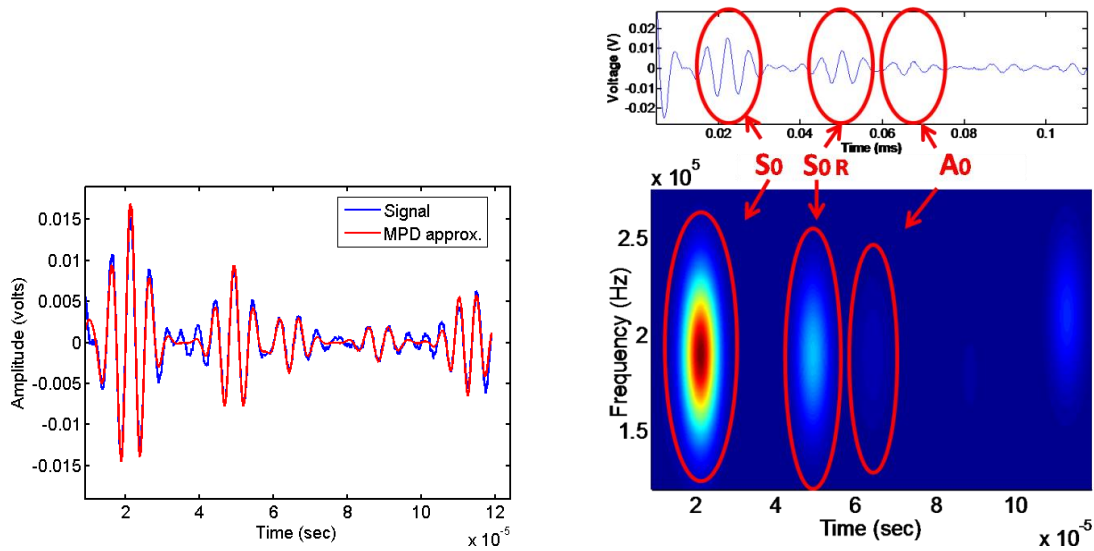 0.015
0.01
0.005
0
-0.005
-0.01
-0.015
Amplitude (volts)
Signal
MPD approx.
2 4 6 8 10 12
Time (sec)
x 10⁻⁵
0.02
0.01
0
-0.01
-0.02
Voltage (V)
0.02 0.04 0.06 0.08 0.1
Time (ms)
S0 S0 R A0
x 10⁵
2.5
2
1.5
Frequency (Hz)
2 4 6 8 10
Time (sec)
x 10⁻⁵